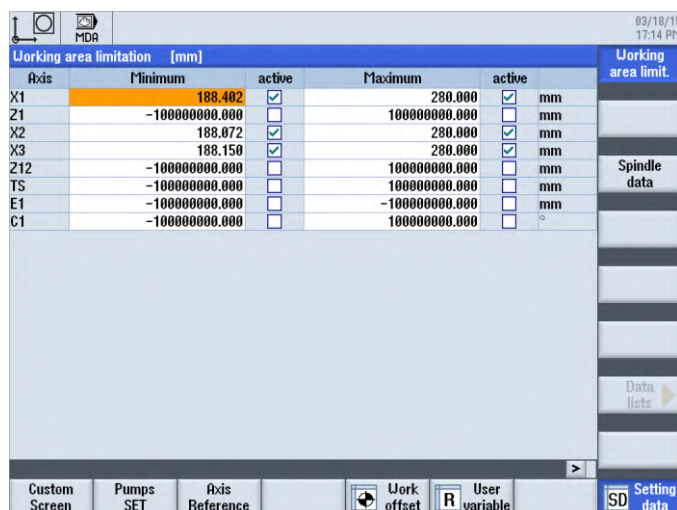 03/18/1
17:14 PM
MDA
Working area limitation [mm]
Working
area limit.
Axis Minimum active Maximum active
X1 188.402 280.000 mm
Z1 -100000000.000 100000000.000 mm
X2 188.072 280.000 mm
X3 188.150 280.000 mm
Z12 -100000000.000 100000000.000 mm
TS -100000000.000 100000000.000 mm
E1 -100000000.000 -100000000.000 mm
C1 -100000000.000 100000000.000 °
Spindle
data
Data
lists
>
Custom
Screen
Pumps
SET
Axis
Reference
Work
offset
R User
variable
SD Setting
data